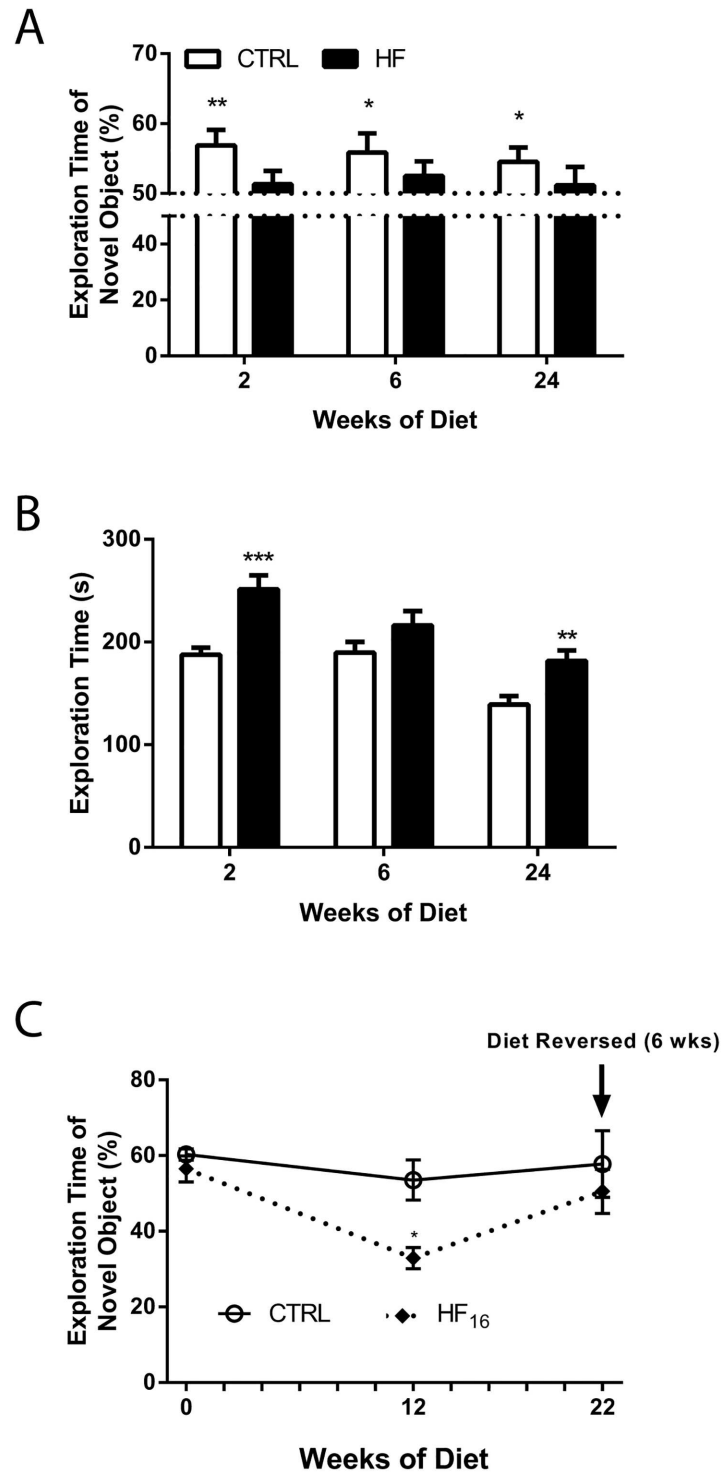 A
CTRL HF
Exploration Time of
Novel Object (%)
70
60
50
40
20
0
** * *
2 6 24
Weeks of Diet
B
Exploration Time (s)
300
200
100
0
*** **
2 6 24
Weeks of Diet
C
Diet Reversed (6 wks)
Exploration Time of
Novel Object (%)
80
60
40
20
0
*
CTRL HF16
0 12 22
Weeks of Diet